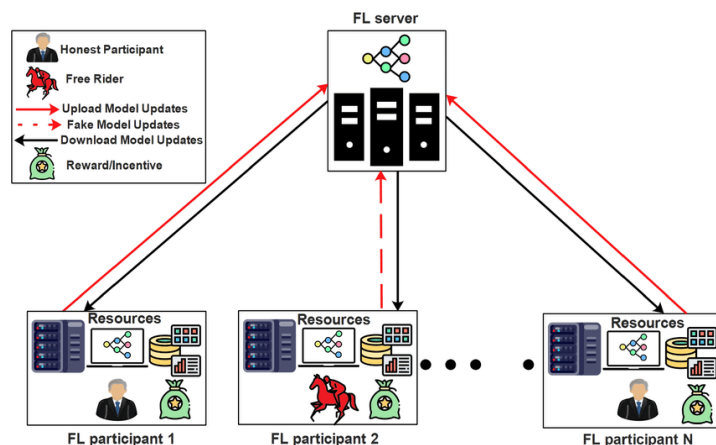 FL server
Honest Participant
Free Rider
Upload Model Updates
Fake Model Updates
Download Model Updates
Reward/Incentive
Resources
Resources
Resources
FL participant 1
FL participant 2
FL participant N